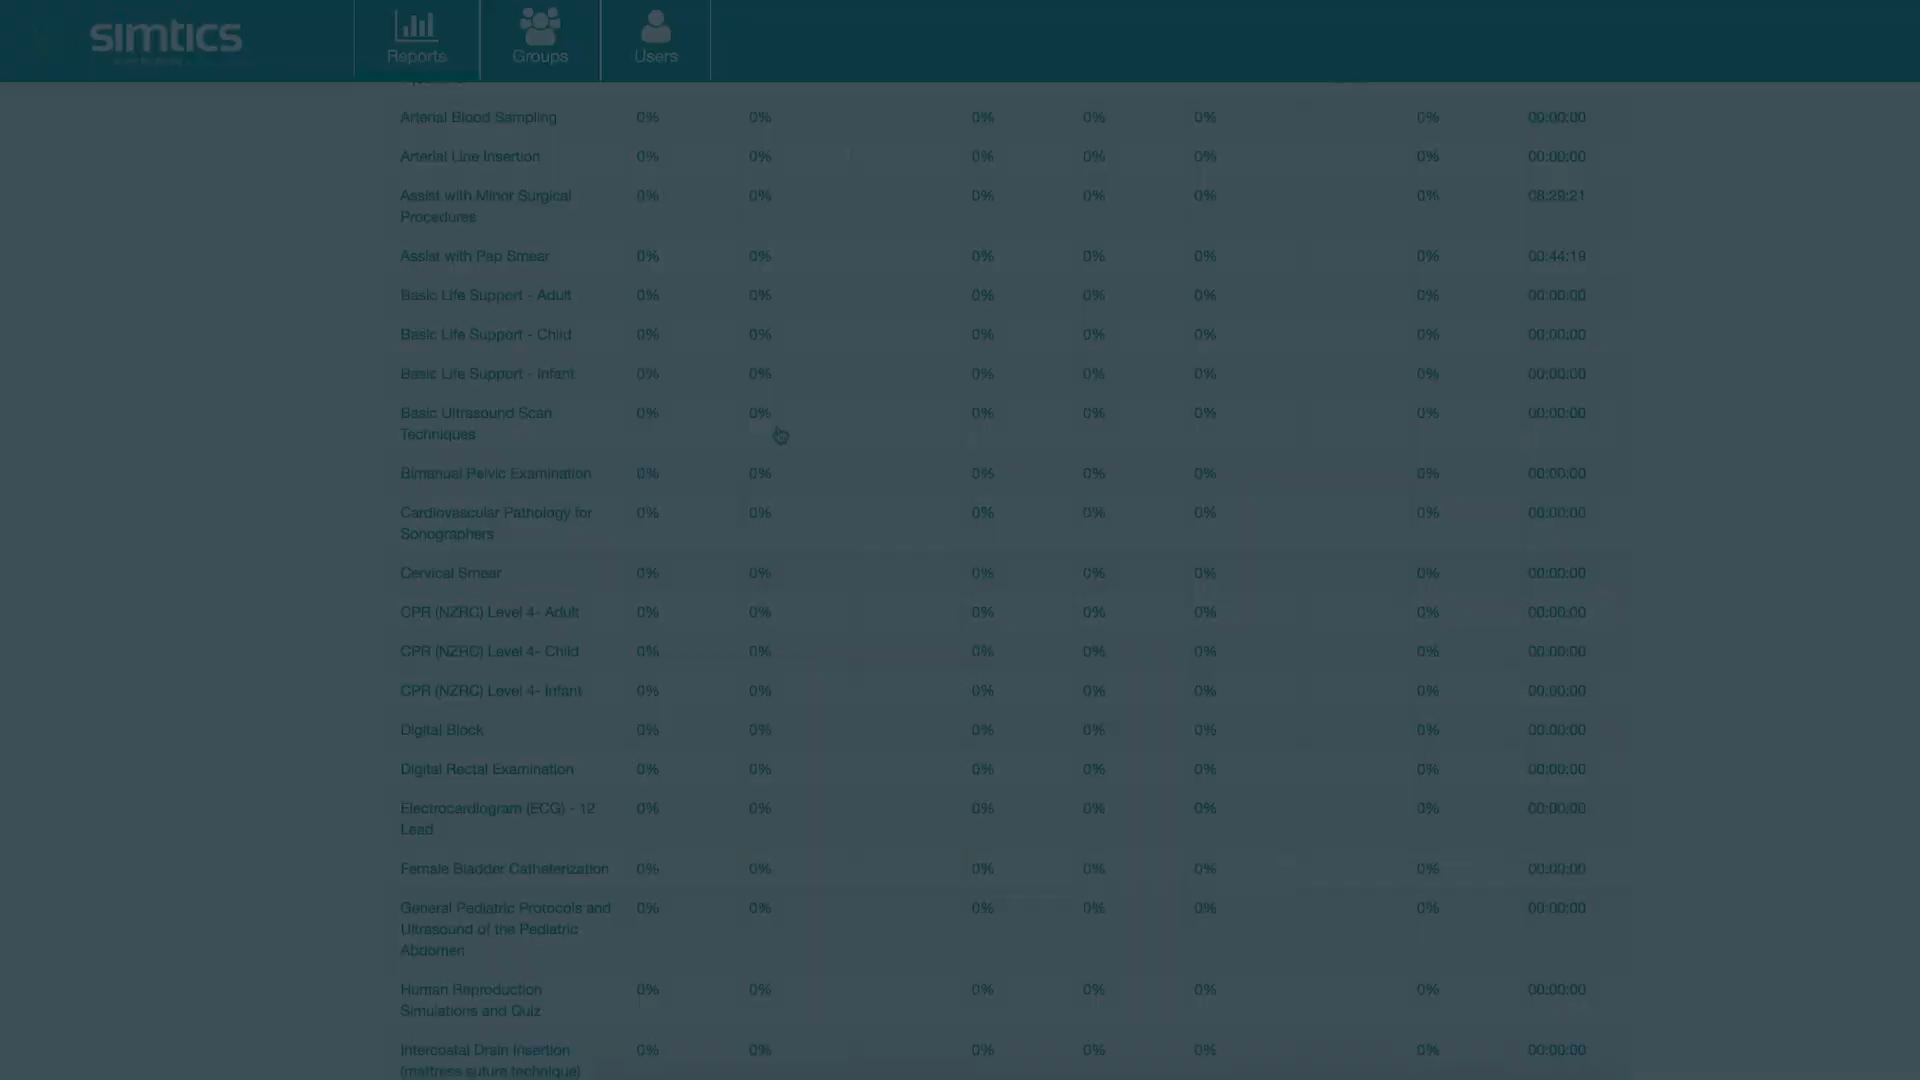 simtics
Reports Groups Users
Arterial Blood Sampling 0% 0% 0% 0% 0% 0% 00:00:00
Arterial Line Insertion 0% 0% 0% 0% 0% 0% 00:00:00
Assist with Minor Surgical 0% 0% 0% 0% 0% 0% 08:29:21
Procedures
Assist with Pap Smear 0% 0% 0% 0% 0% 0% 00:44:19
Basic Life Support - Adult 0% 0% 0% 0% 0% 0% 00:00:00
Basic Life Support - Child 0% 0% 0% 0% 0% 0% 00:00:00
Basic Life Support - Infant 0% 0% 0% 0% 0% 0% 00:00:00
Basic Ultrasound Scan 0% 0% 0% 0% 0% 0% 00:00:00
Techniques
Bimanual Pelvic Examination 0% 0% 0% 0% 0% 0% 00:00:00
Cardiovascular Pathology for 0% 0% 0% 0% 0% 0% 00:00:00
Sonographers
Cervical Smear 0% 0% 0% 0% 0% 0% 00:00:00
CPR (NZRC) Level 4- Adult 0% 0% 0% 0% 0% 0% 00:00:00
CPR (NZRC) Level 4- Child 0% 0% 0% 0% 0% 0% 00:00:00
CPR (NZRC) Level 4- Infant 0% 0% 0% 0% 0% 0% 00:00:00
Digital Block 0% 0% 0% 0% 0% 0% 00:00:00
Digital Rectal Examination 0% 0% 0% 0% 0% 0% 00:00:00
Electrocardiogram (ECG) - 12 0% 0% 0% 0% 0% 0% 00:00:00
Lead
Female Bladder Catheterization 0% 0% 0% 0% 0% 0% 00:00:00
General Pediatric Protocols and 0% 0% 0% 0% 0% 0% 00:00:00
Ultrasound of the Pediatric
Abdomen
Human Reproduction 0% 0% 0% 0% 0% 0% 00:00:00
Simulations and Quiz
Intercostal Drain Insertion 0% 0% 0% 0% 0% 0% 00:00:00
(mattress suture technique)